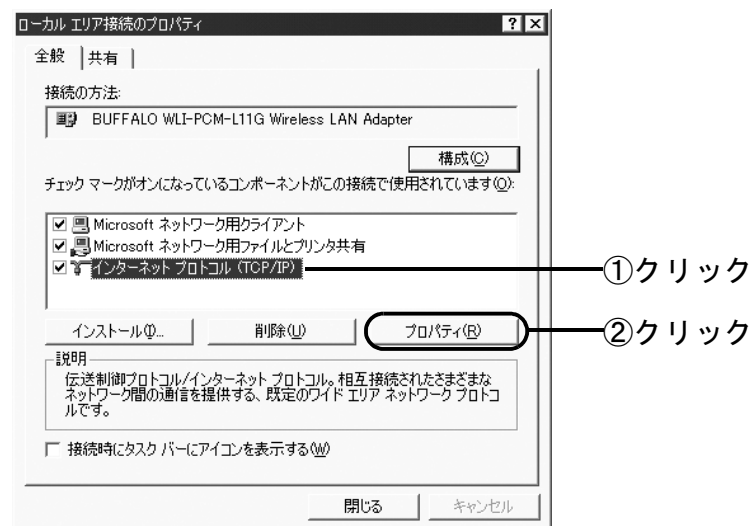 ローカル エリア接続のプロパティ
全般 共有
接続の方法:
BUFFALO WLI-PCM-L11G Wireless LAN Adapter
構成(C)
チェック マークがオンになっているコンポーネントがこの接続で使用されています(O):
Microsoft ネットワーク用クライアント
Microsoft ネットワーク用ファイルとプリンタ共有
インターネット プロトコル (TCP/IP)
①クリック
インストール(I)... 削除(U) プロパティ(R)
②クリック
説明
伝送制御プロトコル/インターネット プロトコル。相互接続されたさまざまな
ネットワーク間の通信を提供する、既定のワイド エリア ネットワーク プロトコ
ルです。
接続時にタスク バーにアイコンを表示する(W)
閉じる キャンセル